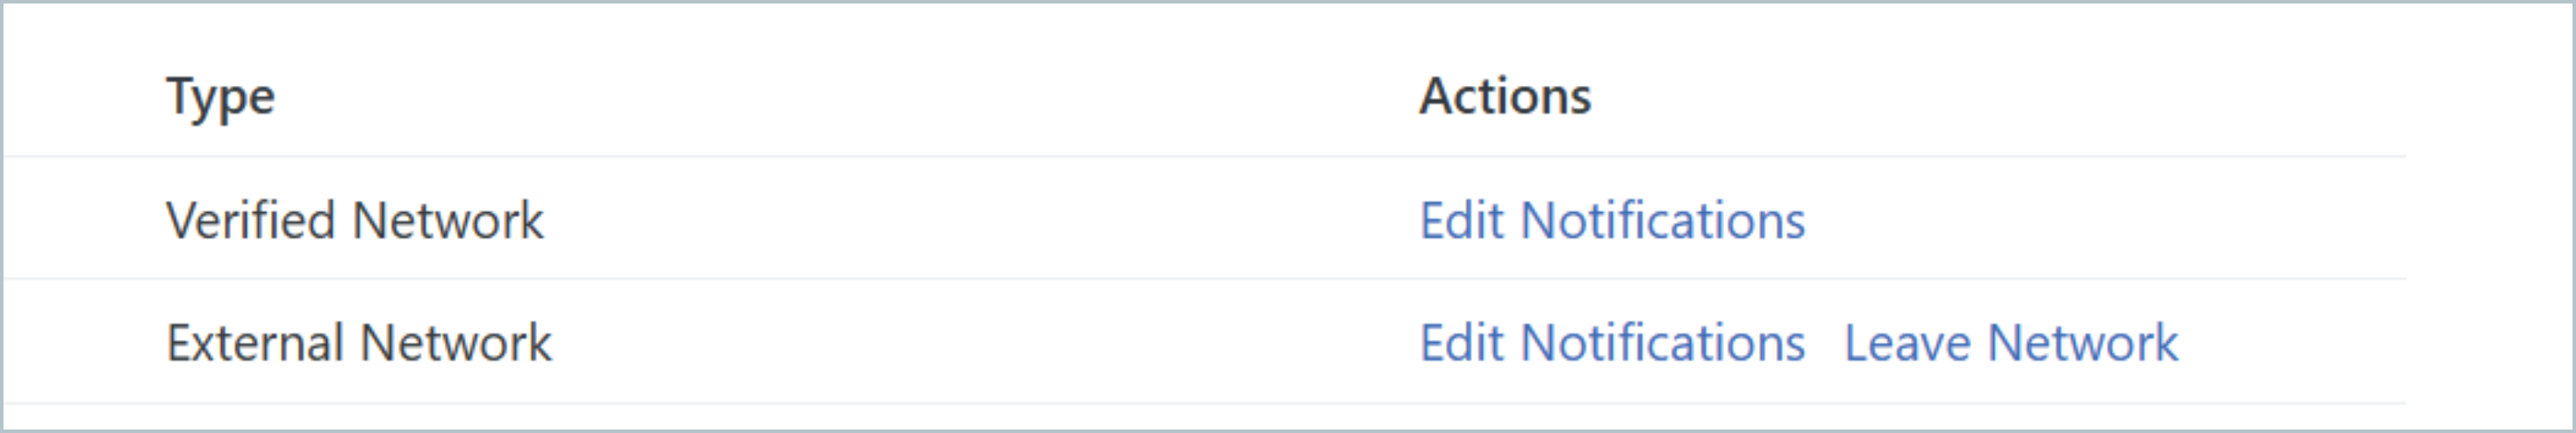 Type Actions
Verified Network Edit Notifications
External Network Edit Notifications Leave Network